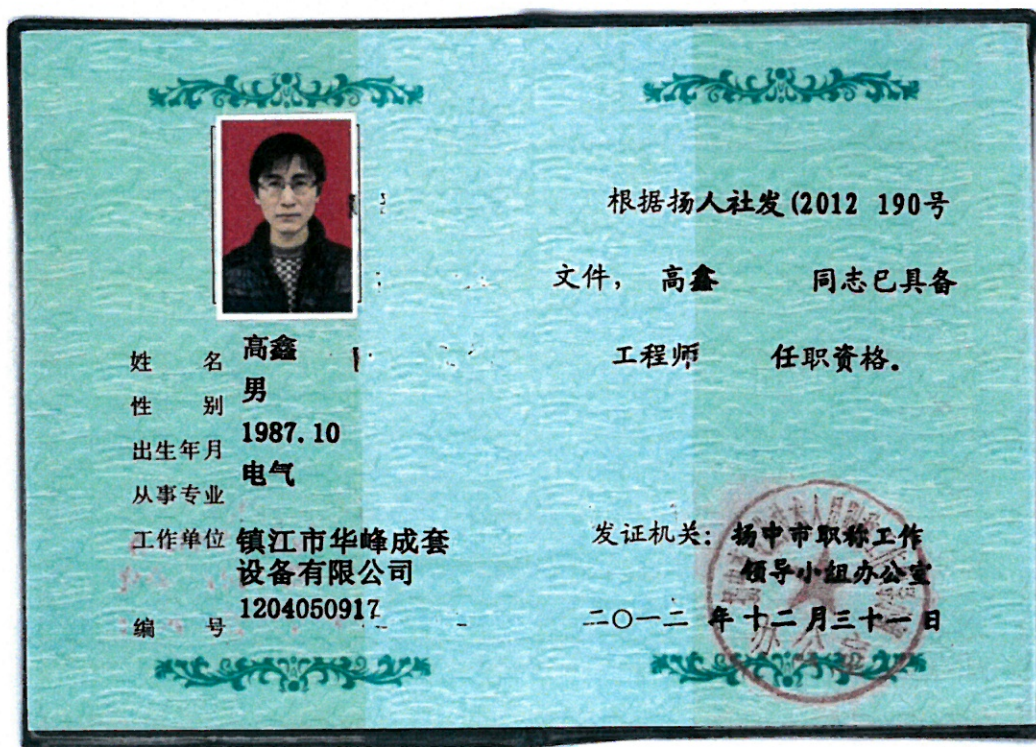 姓 名 高鑫
性 别 男
出生年月 1987.10
从事专业 电气
工作单位 镇江市华峰成套
设备有限公司
编 号 1204050917
根据扬人社发(2012 190号
文件, 高鑫 同志已具备
工程师 任职资格。
发证机关: 扬中市职称工作
领导小组办公室
二〇一二 年 十二 月 三十一 日
办公室